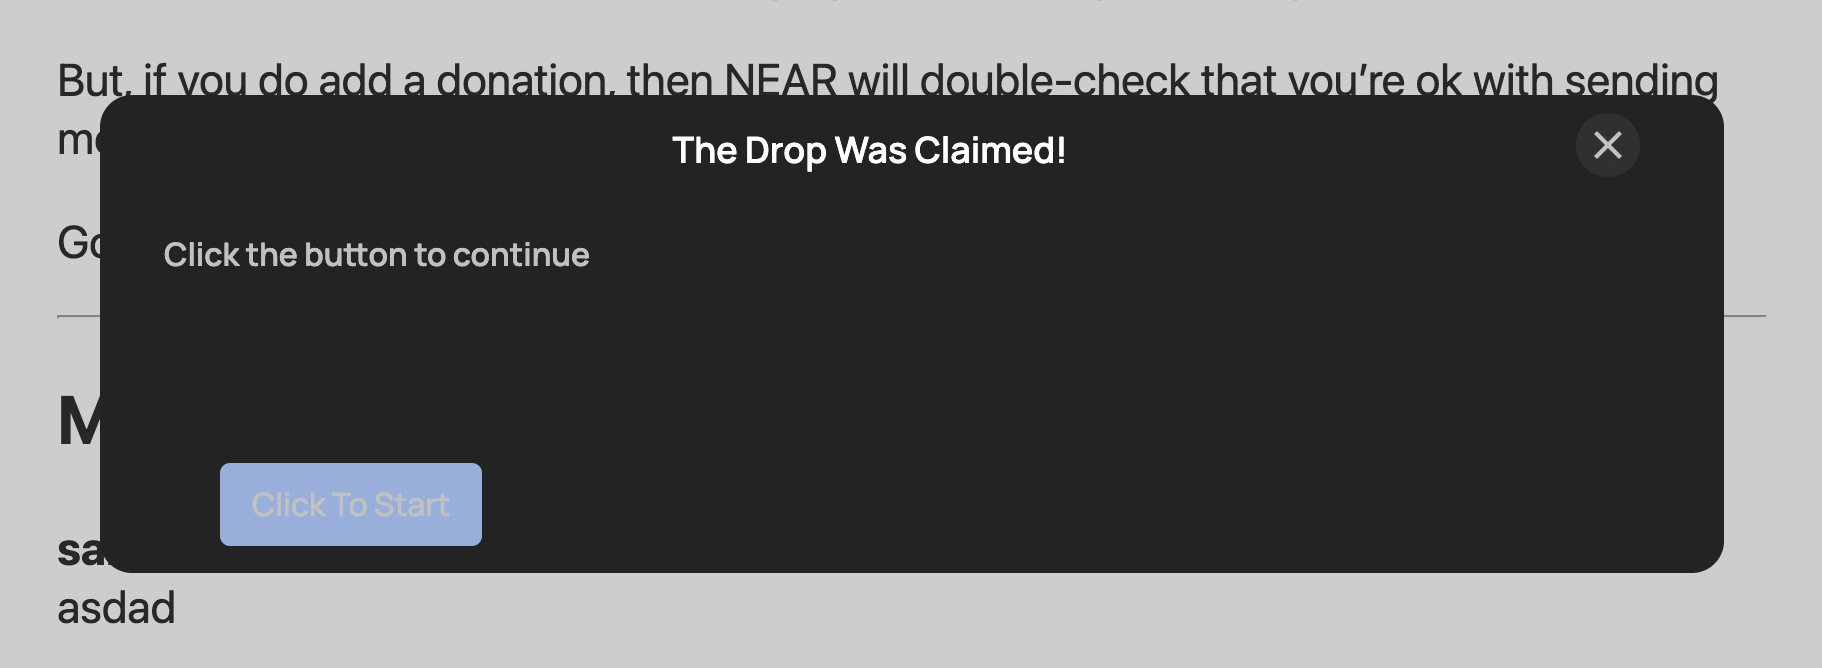 But, if you do add a donation, then NEAR will double-check that you're ok with sending
The Drop Was Claimed!
Click the button to continue
Click To Start
asdad